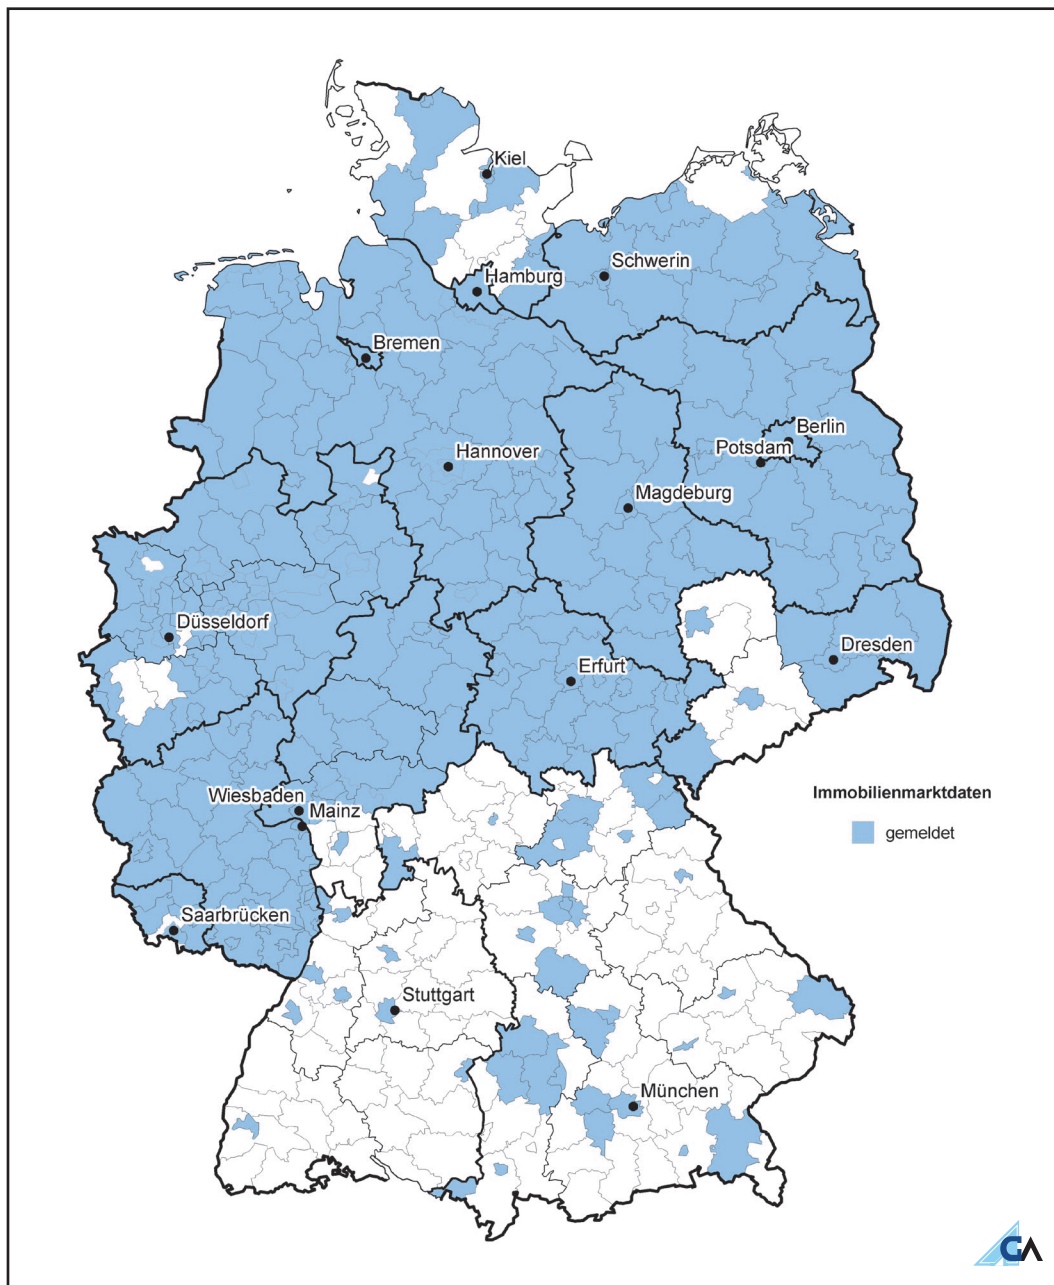 Kiel
Schwerin
Hamburg
Bremen
Berlin
Hannover
Potsdam
Magdeburg
Düsseldorf
Dresden
Erfurt
Immobilienmarktdaten
Wiesbaden
Mainz
gemeldet
Saarbrücken
Stuttgart
München
GA